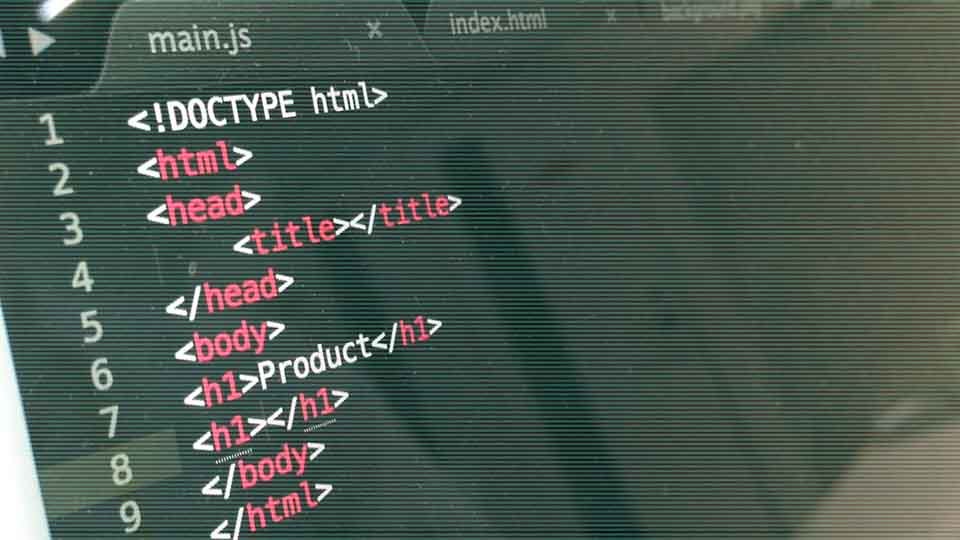 main.js × index.html ×
1 <!DOCTYPE html>
2 <html>
3 <head>
4 <title></title>
5 </head>
6 <body>
7 <h1>Product</h1>
8 <h1></h1>
9 </body>
</html>